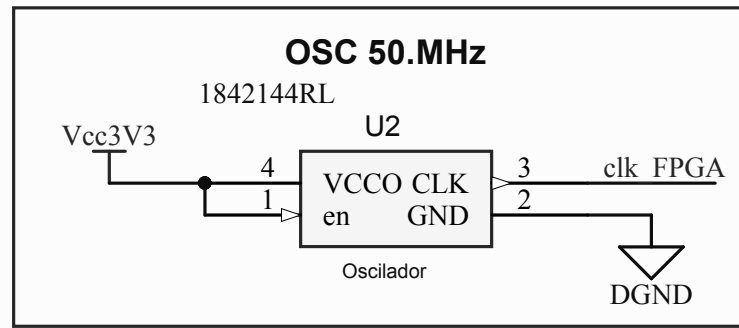 OSC 50.MHz
1842144RL
Vcc3V3
U2
4
VCCO CLK
3
clk_FPGA
1
en
GND
2
Oscilador
DGND